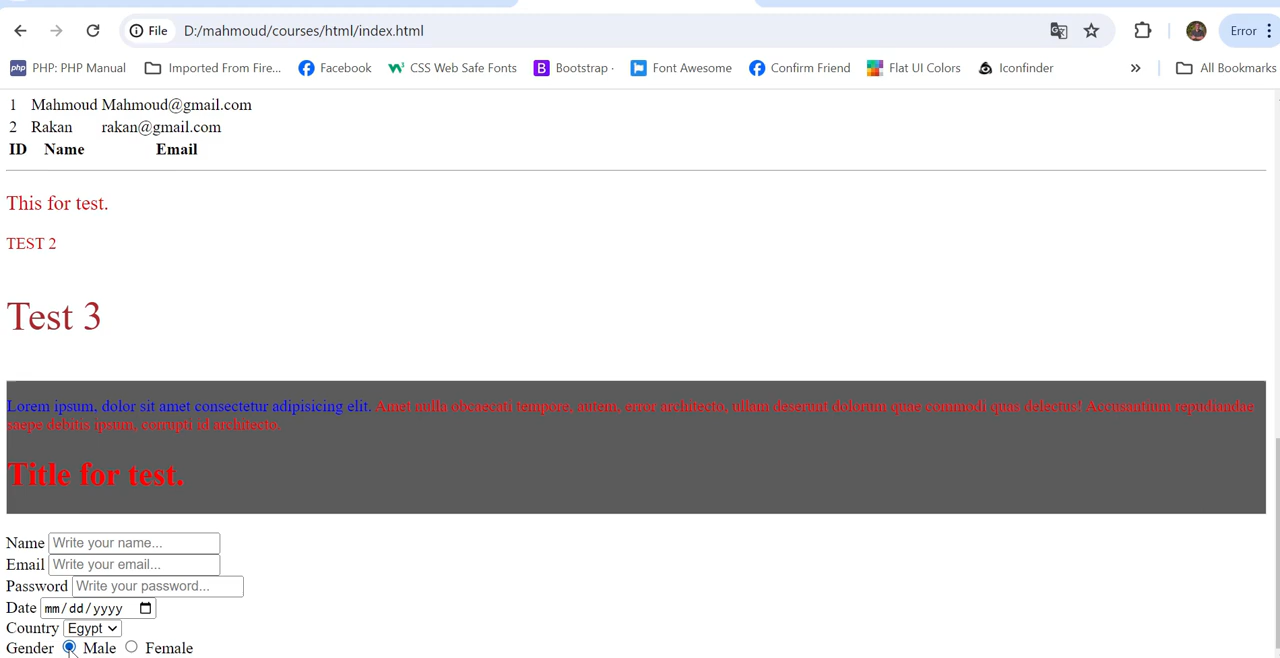 File D:/mahmoud/courses/html/index.html Error
PHP: PHP Manual Imported From Fire... Facebook CSS Web Safe Fonts Bootstrap · Font Awesome Confirm Friend Flat UI Colors Iconfinder » All Bookmarks
1 Mahmoud Mahmoud@gmail.com
2 Rakan rakan@gmail.com
ID Name Email
This for test.
TEST 2
Test 3
Lorem ipsum, dolor sit amet consectetur adipisicing elit. Amet nulla obcaecati tempore, autem, error architecto, ullam deserunt dolorum quae commodi quas delectus! Accusantium repudiandae
saepe debitis ipsum, corrupti id architecto.
Title for test.
Name Write your name...
Email Write your email...
Password Write your password...
Date mm/dd/yyyy
Country Egypt
Gender Male Female